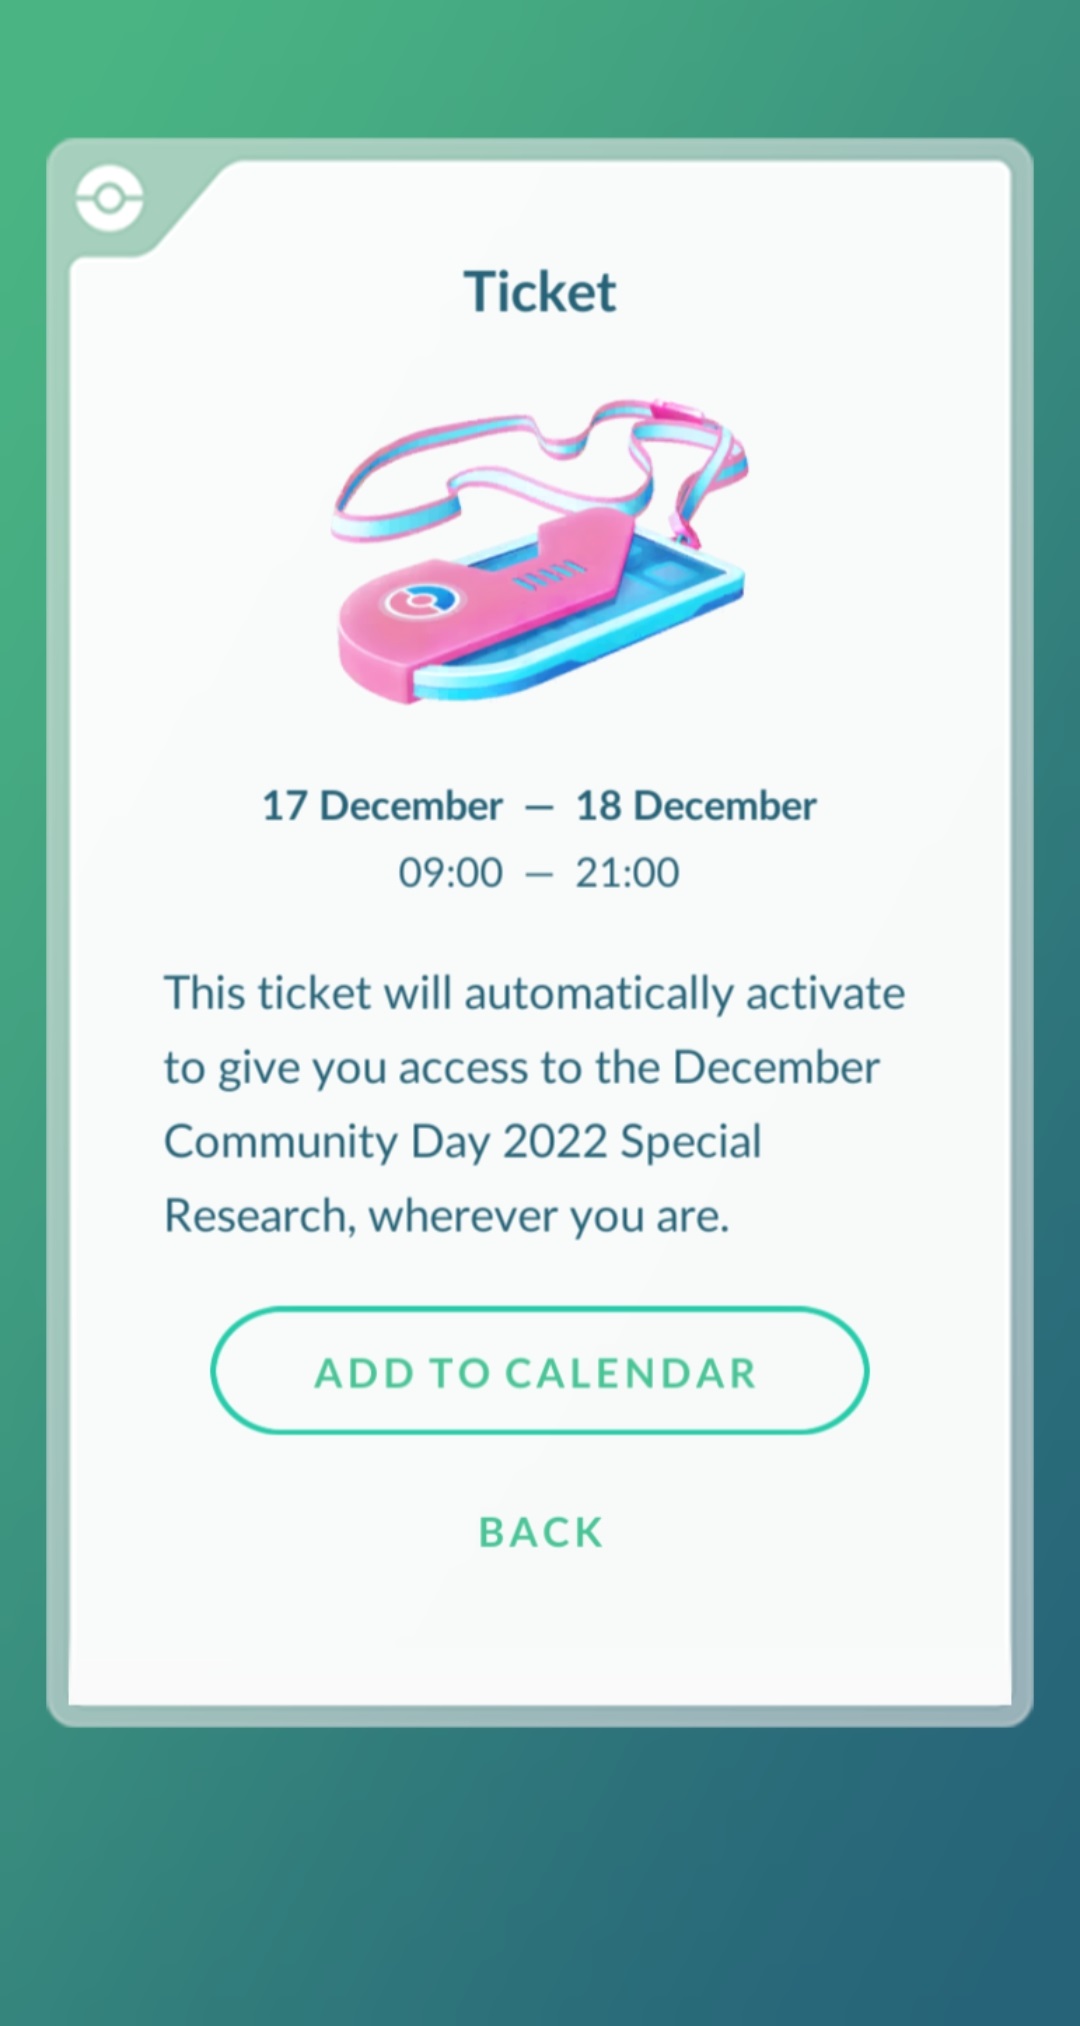 Ticket
17 December — 18 December
09:00 — 21:00
This ticket will automatically activate
to give you access to the December
Community Day 2022 Special
Research, wherever you are.
ADD TO CALENDAR
BACK